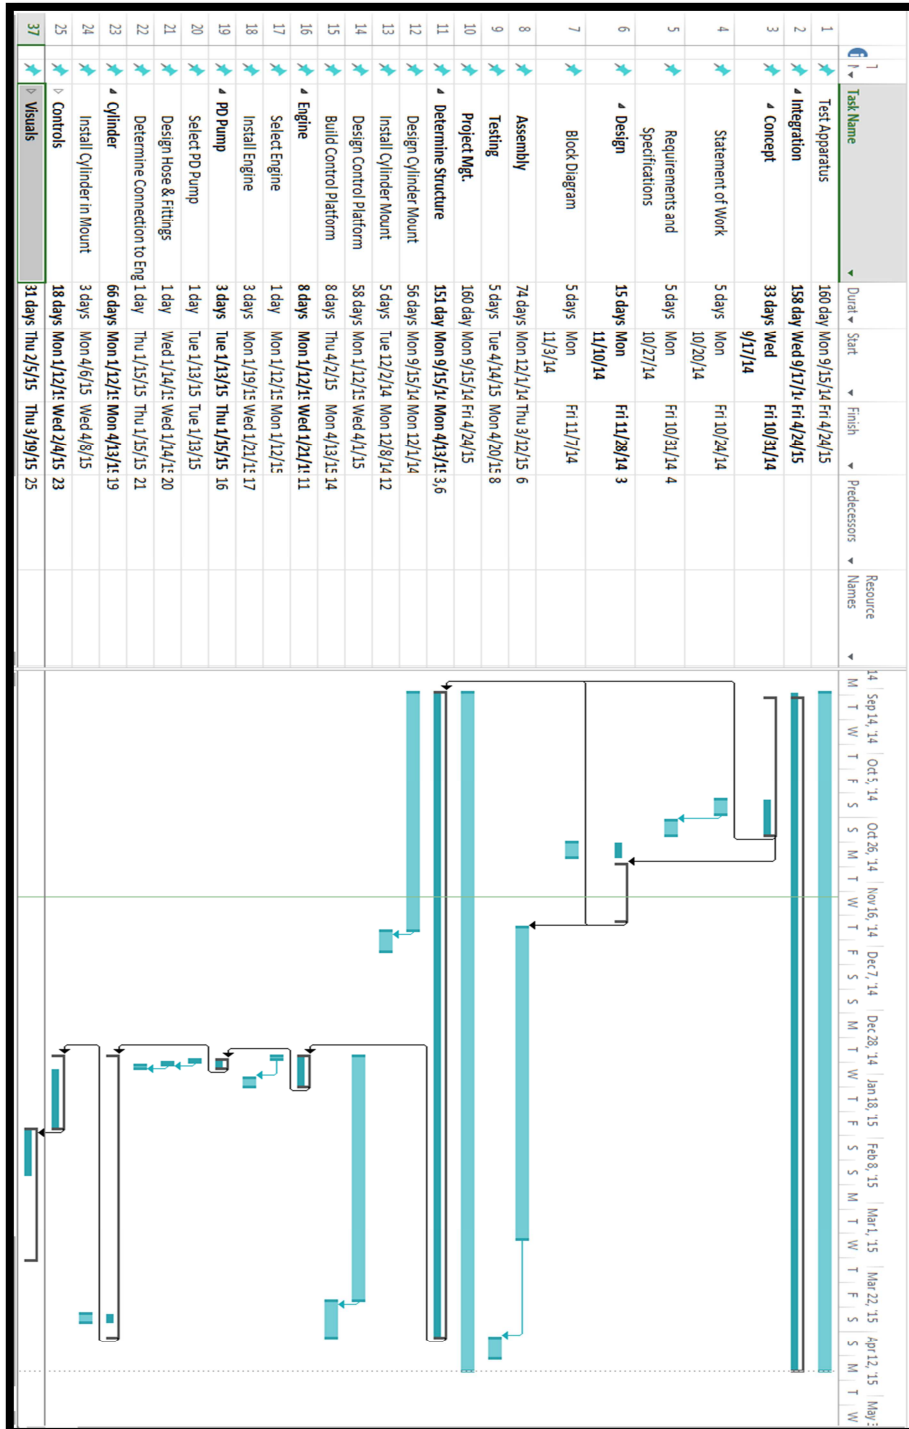 Task Name Durat Start Finish Predecessors Resource Names
1 Test Apparatus 160 day Mon 9/15/14 Fri 4/24/15
2 Integration 158 day Wed 9/17/14 Fri 4/24/15
3 Concept 33 days Wed 9/17/14 Fri 10/31/14
4 Statement of Work 5 days Mon 10/20/14 Fri 10/24/14
5 Requirements and Specifications 5 days Mon 10/27/14 Fri 10/31/14 4
6 Design 15 days Mon 11/10/14 Fri 11/28/14 3
7 Block Diagram 5 days Mon 11/3/14 Fri 11/7/14
8 Assembly 74 days Mon 12/1/14 Thu 3/12/15 6
9 Testing 5 days Tue 4/14/15 Mon 4/20/15 8
10 Project Mgt. 160 day Mon 9/15/14 Fri 4/24/15
11 Determine Structure 151 day Mon 9/15/14 Mon 4/13/15 3,6
12 Design Cylinder Mount 56 days Mon 9/15/14 Mon 12/1/14
13 Install Cylinder Mount 5 days Tue 12/2/14 Mon 12/8/14 12
14 Design Control Platform 58 days Mon 1/12/15 Wed 4/1/15
15 Build Control Platform 8 days Thu 4/2/15 Mon 4/13/15 14
16 Engine 8 days Mon 1/12/15 Wed 1/21/15 11
17 Select Engine 1 day Mon 1/12/15 Mon 1/12/15
18 Install Engine 3 days Mon 1/19/15 Wed 1/21/15 17
19 PD Pump 3 days Tue 1/13/15 Thu 1/15/15 16
20 Select PD Pump 1 day Tue 1/13/15 Tue 1/13/15
21 Design Hose & Fittings 1 day Wed 1/14/15 Wed 1/14/15 20
22 Determine Connection to Eng 1 day Thu 1/15/15 Thu 1/15/15 21
23 Cylinder 66 days Mon 1/12/15 Mon 4/13/15 19
24 Install Cylinder in Mount 3 days Mon 4/6/15 Wed 4/8/15
25 Controls 18 days Mon 1/12/15 Wed 2/4/15 23
37 Visuals 31 days Thu 2/5/15 Thu 3/19/15 25
14 Sep 14, '14 Oct 5, '14 Oct 26, '14 Nov 16, '14 Dec 7, '14 Dec 28, '14 Jan 18, '15 Feb 8, '15 Mar 1, '15 Mar 22, '15 Apr 12, '15 May
M T W T F S S M T W T F S S M T W T F S S M T W T F S S M T W